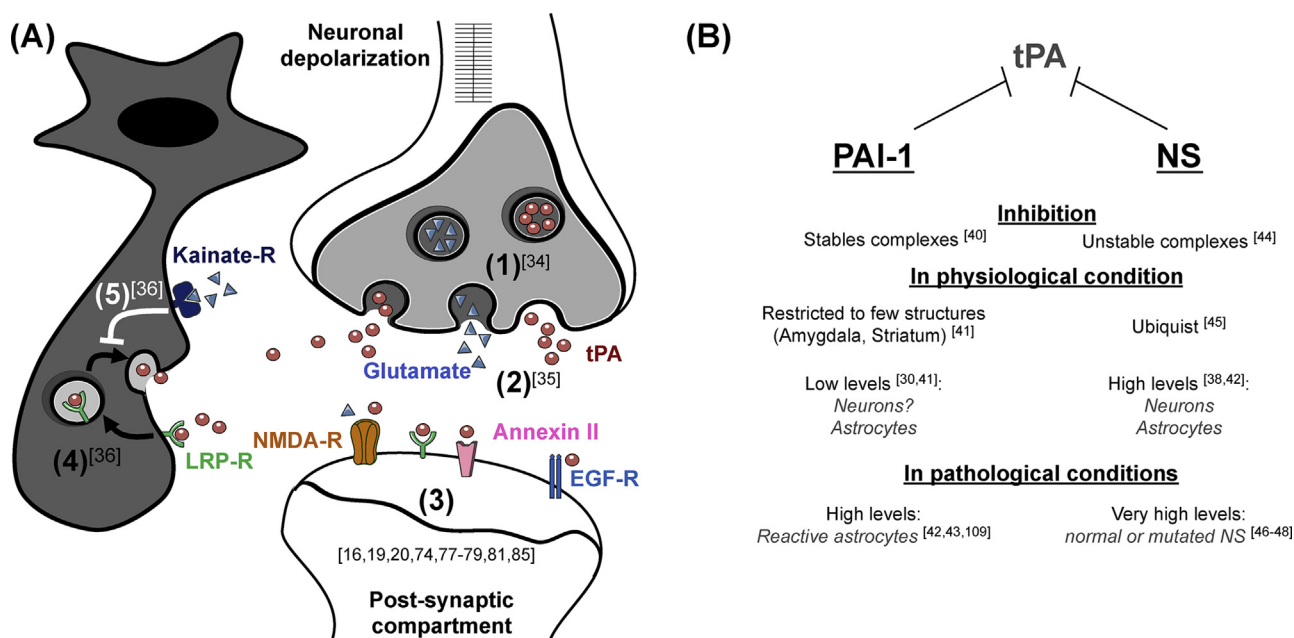 (A)
Neuronal
depolarization
Kainate-R
(5)[36]
(1)[34]
Glutamate
tPA
(2)[35]
(4)[36]
LRP-R
NMDA-R
Annexin II
EGF-R
(3)
[16,19,20,74,77-79,81,85]
Post-synaptic
compartment
(B)
tPA
PAI-1 NS
Inhibition
Stables complexes [40] Unstable complexes [44]
In physiological condition
Restricted to few structures
(Amygdala, Striatum) [41]
Ubiquist [45]
Low levels [30,41]: High levels [38,42]:
Neurons? Neurons
Astrocytes Astrocytes
In pathological conditions
High levels: Very high levels:
Reactive astrocytes [42,43,109] normal or mutated NS [46-48]